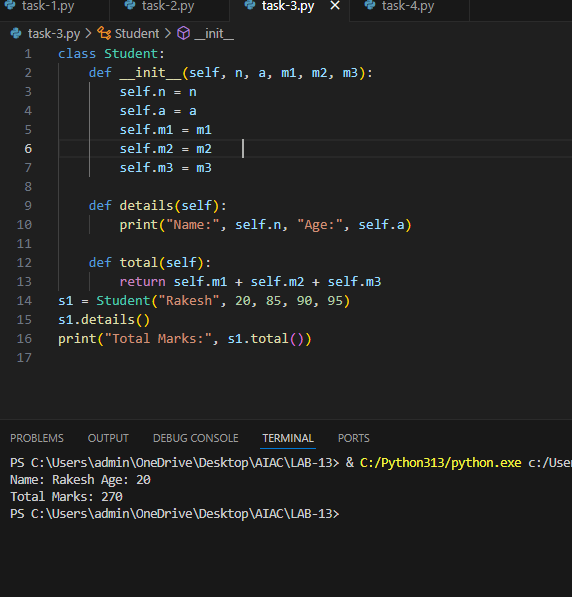 task-1.py task-2.py task-3.py task-4.py
task-3.py > Student > __init__
1 class Student:
2 def __init__(self, n, a, m1, m2, m3):
3 self.n = n
4 self.a = a
5 self.m1 = m1
6 self.m2 = m2
7 self.m3 = m3
8
9 def details(self):
10 print("Name:", self.n, "Age:", self.a)
11
12 def total(self):
13 return self.m1 + self.m2 + self.m3
14 s1 = Student("Rakesh", 20, 85, 90, 95)
15 s1.details()
16 print("Total Marks:", s1.total())
17
PROBLEMS OUTPUT DEBUG CONSOLE TERMINAL PORTS
PS C:\Users\admin\OneDrive\Desktop\AIAC\LAB-13> & C:/Python313/python.exe c:/User
Name: Rakesh Age: 20
Total Marks: 270
PS C:\Users\admin\OneDrive\Desktop\AIAC\LAB-13>